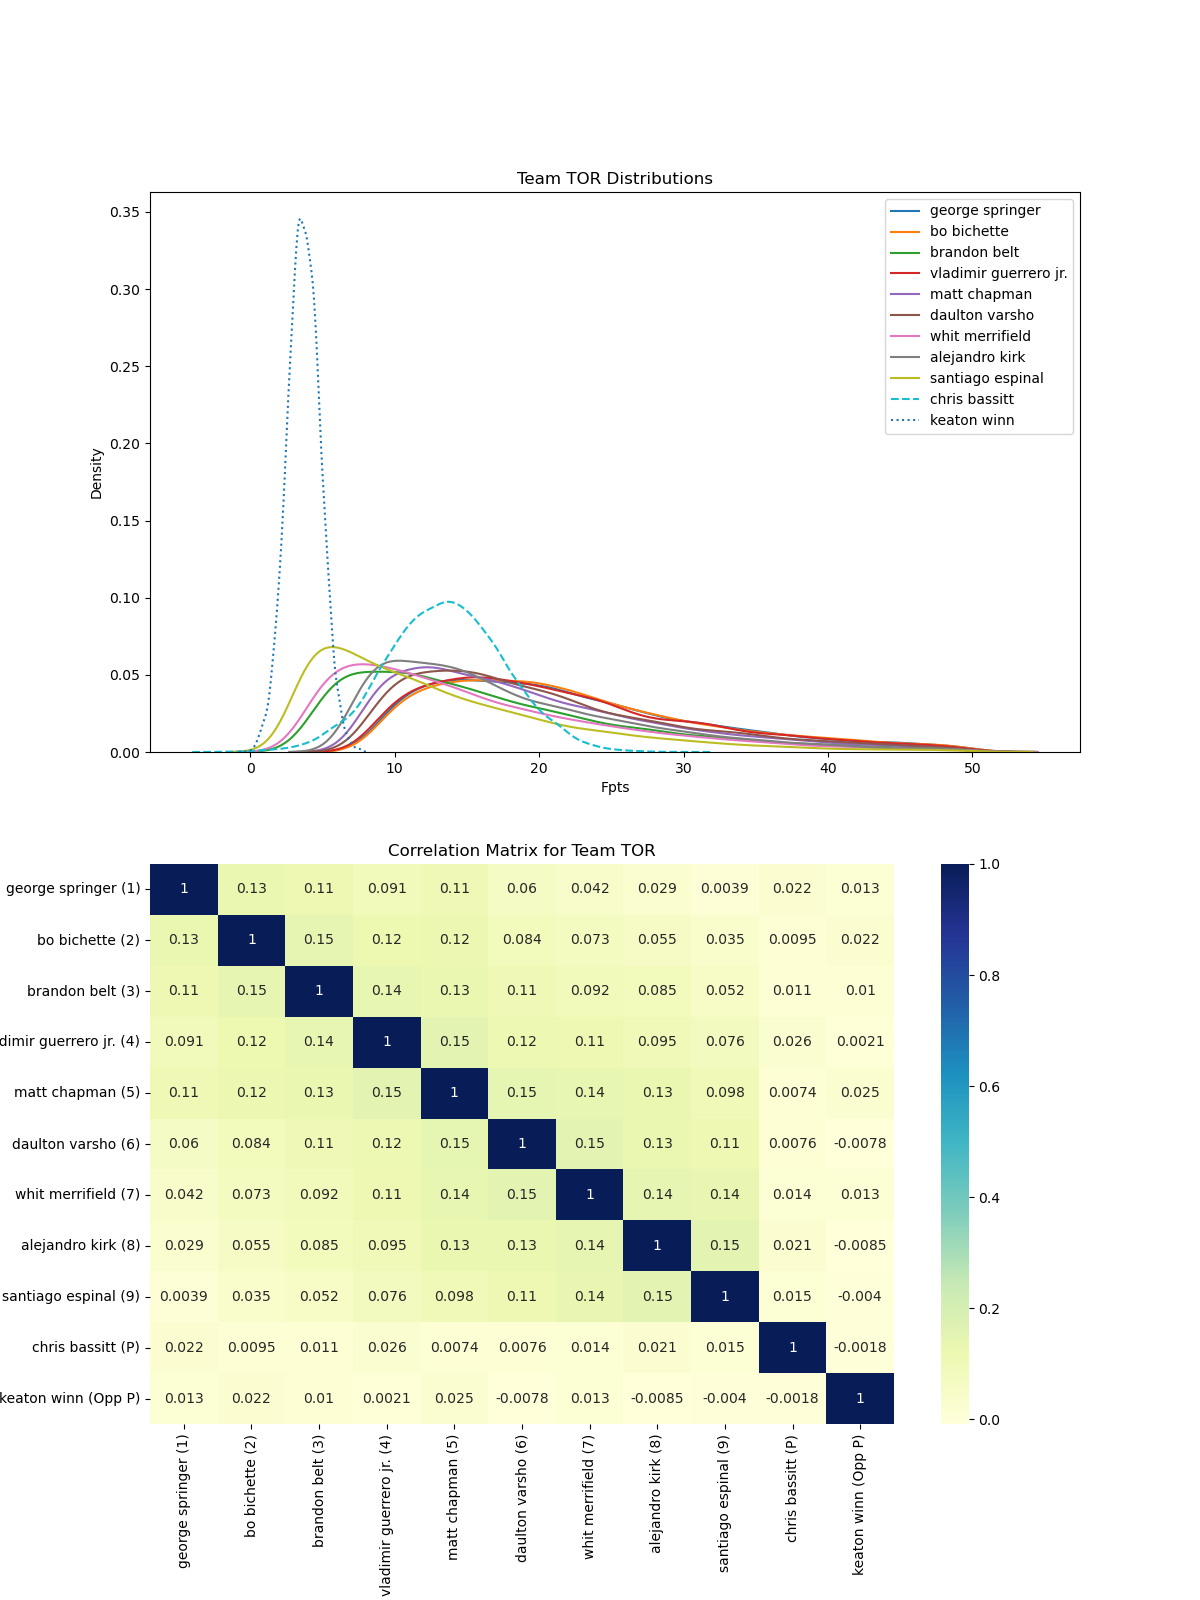 Team TOR Distributions
0.35
0.30
0.25
0.20
0.15
0.10
0.05
0.00
Density
0 10 20 30 40 50
Fpts
george springer
bo bichette
brandon belt
vladimir guerrero jr.
matt chapman
daulton varsho
whit merrifield
alejandro kirk
santiago espinal
chris bassitt
keaton winn
Correlation Matrix for Team TOR
george springer (1) 1 0.13 0.11 0.091 0.11 0.06 0.042 0.029 0.0039 0.022 0.013
bo bichette (2) 0.13 1 0.15 0.12 0.12 0.084 0.073 0.055 0.035 0.0095 0.022
brandon belt (3) 0.11 0.15 1 0.14 0.13 0.11 0.092 0.085 0.052 0.011 0.01
dimir guerrero jr. (4) 0.091 0.12 0.14 1 0.15 0.12 0.11 0.095 0.076 0.026 0.0021
matt chapman (5) 0.11 0.12 0.13 0.15 1 0.15 0.14 0.13 0.098 0.0074 0.025
daulton varsho (6) 0.06 0.084 0.11 0.12 0.15 1 0.15 0.13 0.11 0.0076 -0.0078
whit merrifield (7) 0.042 0.073 0.092 0.11 0.14 0.15 1 0.14 0.14 0.014 0.013
alejandro kirk (8) 0.029 0.055 0.085 0.095 0.13 0.13 0.14 1 0.15 0.021 -0.0085
santiago espinal (9) 0.0039 0.035 0.052 0.076 0.098 0.11 0.14 0.15 1 0.015 -0.004
chris bassitt (P) 0.022 0.0095 0.011 0.026 0.0074 0.0076 0.014 0.021 0.015 1 -0.0018
keaton winn (Opp P) 0.013 0.022 0.01 0.0021 0.025 -0.0078 0.013 -0.0085 -0.004 -0.0018 1
george springer (1)
bo bichette (2)
brandon belt (3)
vladimir guerrero jr. (4)
matt chapman (5)
daulton varsho (6)
whit merrifield (7)
alejandro kirk (8)
santiago espinal (9)
chris bassitt (P)
keaton winn (Opp P)
1.0
0.8
0.6
0.4
0.2
0.0